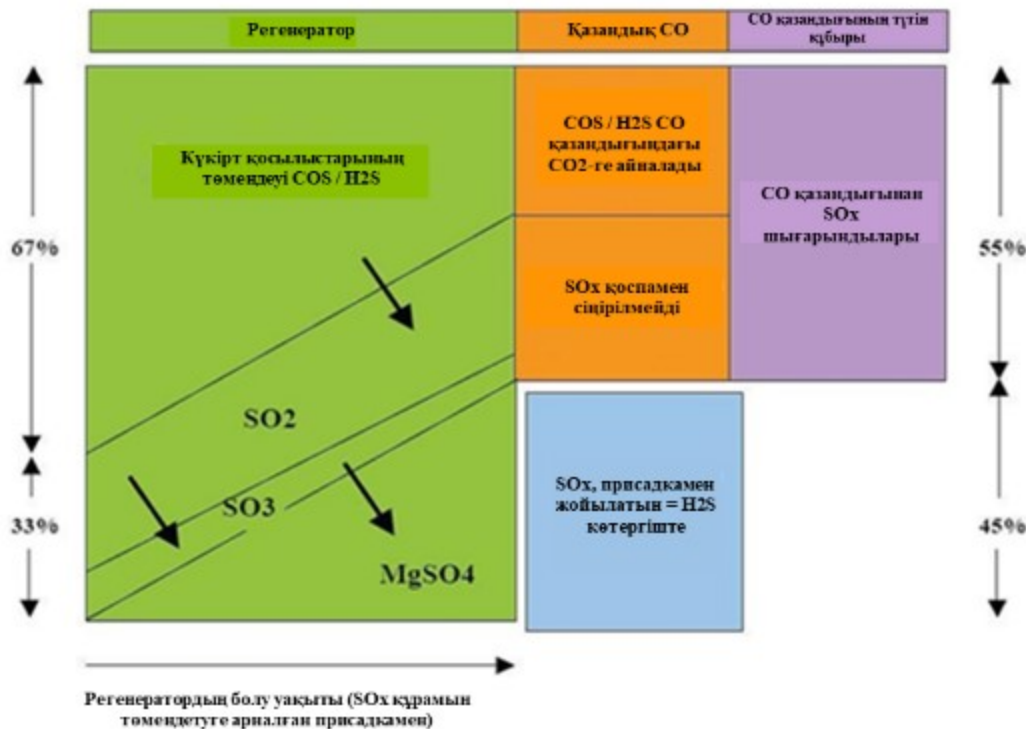 Регенератор
Қазандық СО
СО қазандығының түтін
құбыры
Күкірт қосылыстарының
төмендеуі COS / H2S
COS / H2S CO
қазандығындағы
CO2-ге айналады
СО қазандығынан
SOx
шығарындылары
67%
55%
SOx қоспамен
сіңірілмейді
SO2
SOx, присадкамен
жойылатын = H2S
көтергіште
SO3
33%
45%
MgSO4
Регенератордың болу уақыты (SOx құрамын
төмендетуге арналған присадкамен)